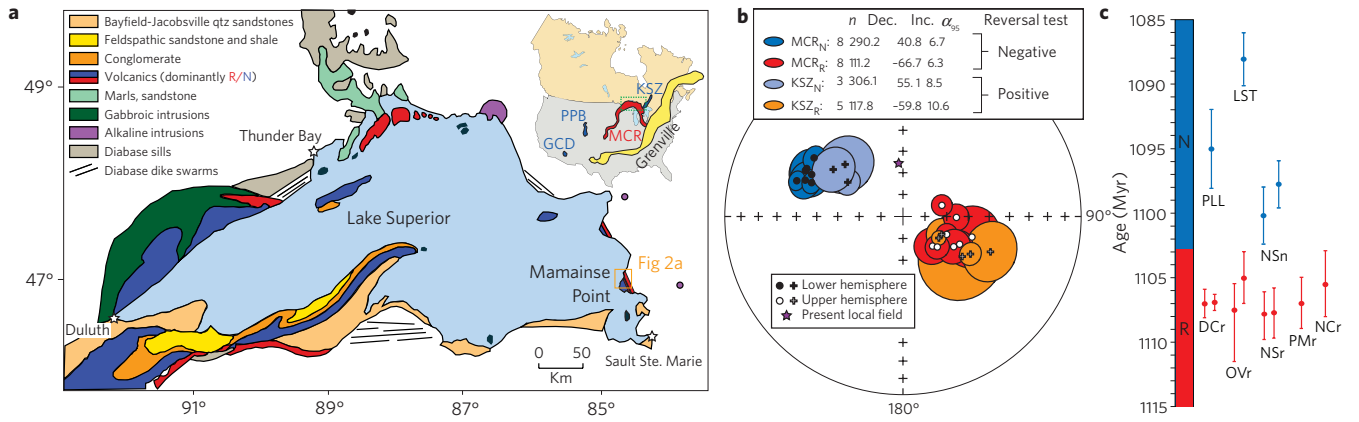 a
Bayfield-Jacobsville qtz sandstones
Feldspathic sandstone and shale
Conglomerate
Volcanics (dominantly R/N)
Marls, sandstone
Gabbroic intrusions
Alkaline intrusions
Diabase sills
Diabase dike swarms
49°
47°
91°
89°
87°
85°
Thunder Bay
Lake Superior
Duluth
Mamainse
Point
Fig 2a
Sault Ste. Marie
0 50
Km
KSZ
PPB
GCD
MCR
Grenville
b
n Dec. Inc. α95 Reversal test
MCRN: 8 290.2 40.8 6.7
MCRR: 8 111.2 −66.7 6.3
Negative
KSZN: 3 306.1 55.1 8.5
KSZR: 5 117.8 −59.8 10.6
Positive
90°
180°
Lower hemisphere
Upper hemisphere
Present local field
c
Age (Myr)
1085
1090
1095
1100
1105
1110
1115
N
R
LST
PLL
NSn
DCr
OVr
NSr
PMr
NCr